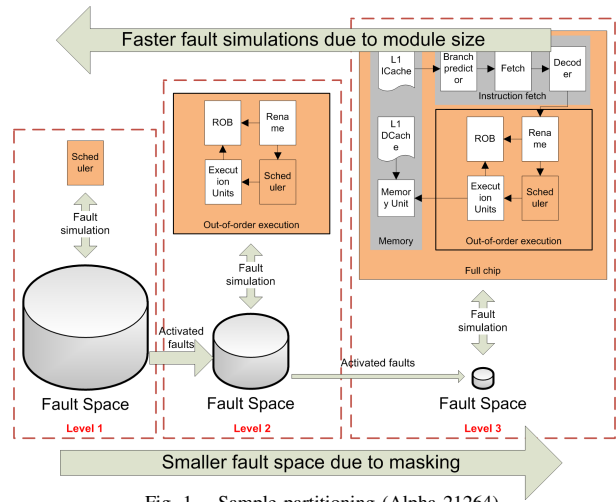 Faster fault simulations due to module size
L1
ICache
Branch
predict
or
Fetch
Decod
er
Instruction fetch
L1
DCach
e
Memor
y Unit
Memory
ROB
Rena
me
Execut
ion
Units
Sched
uler
Out-of-order execution
Full chip
Fault
simulation
Activated faults
Fault Space
Level 3
ROB
Rena
me
Execut
ion
Units
Sched
uler
Out-of-order execution
Fault
simulation
Activated
faults
Fault Space
Level 2
Sched
uler
Fault
simulation
Fault Space
Level 1
Smaller fault space due to masking
Fig. 1. Sample partitioning (Alpha 21264)